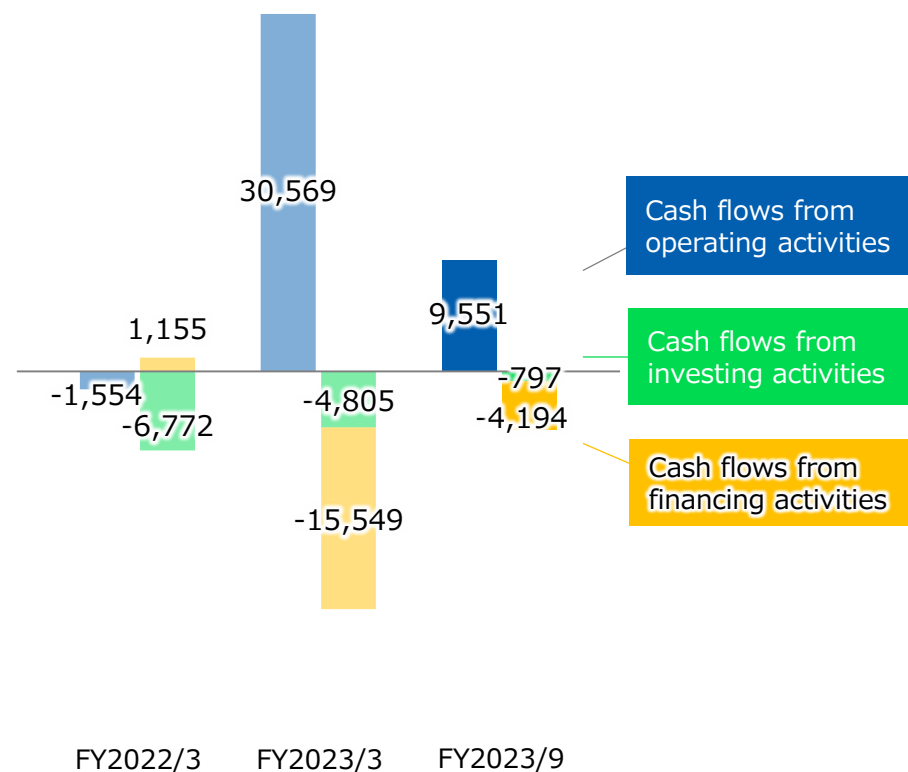 30,569
Cash flows from
operating activities
9,551
1,155
Cash flows from
investing activities
-797
-1,554
-4,805
-4,194
-6,772
Cash flows from
financing activities
-15,549
FY2022/3
FY2023/3
FY2023/9